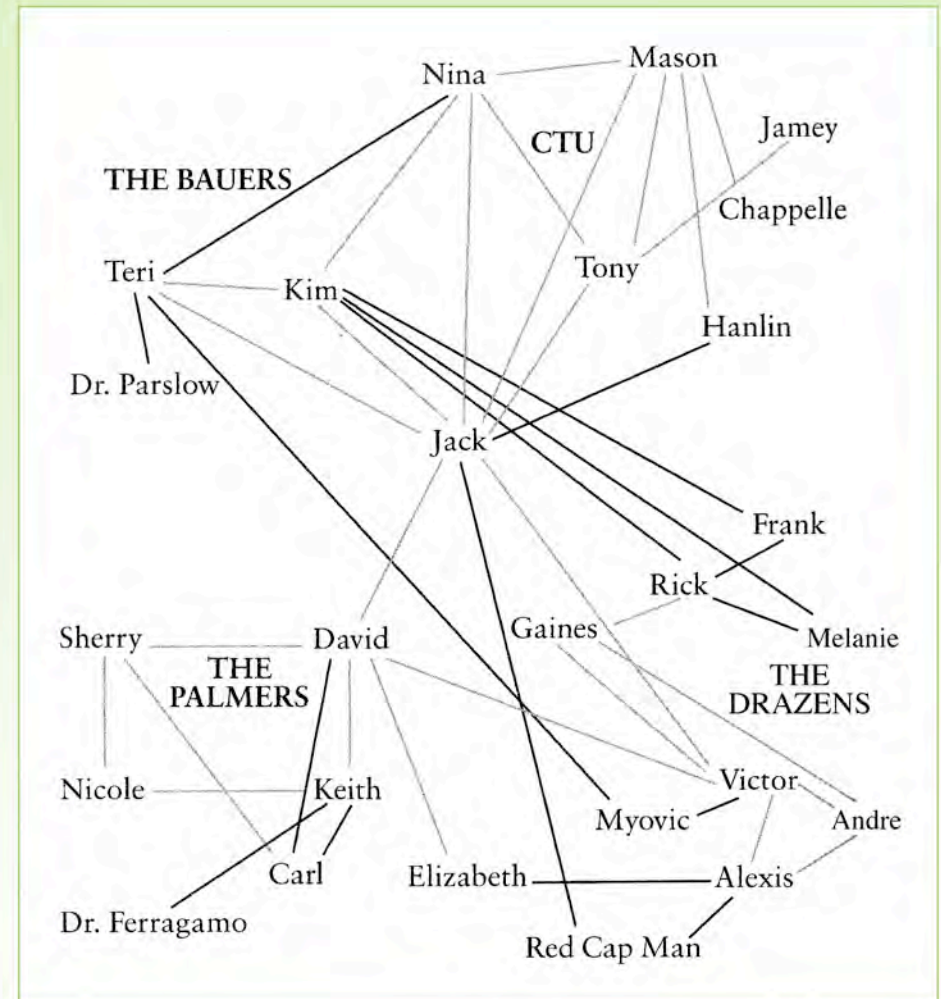 Nina
Mason
CTU
Jamey
THE BAUERS
Chappelle
Teri
Kim
Tony
Hanlin
Dr. Parslow
Jack
Frank
Rick
Sherry
David
Gaines
Melanie
THE
PALMERS
THE
DRAZENS
Nicole
Keith
Victor
Myovic
Andre
Carl
Elizabeth
Alexis
Dr. Ferragamo
Red Cap Man